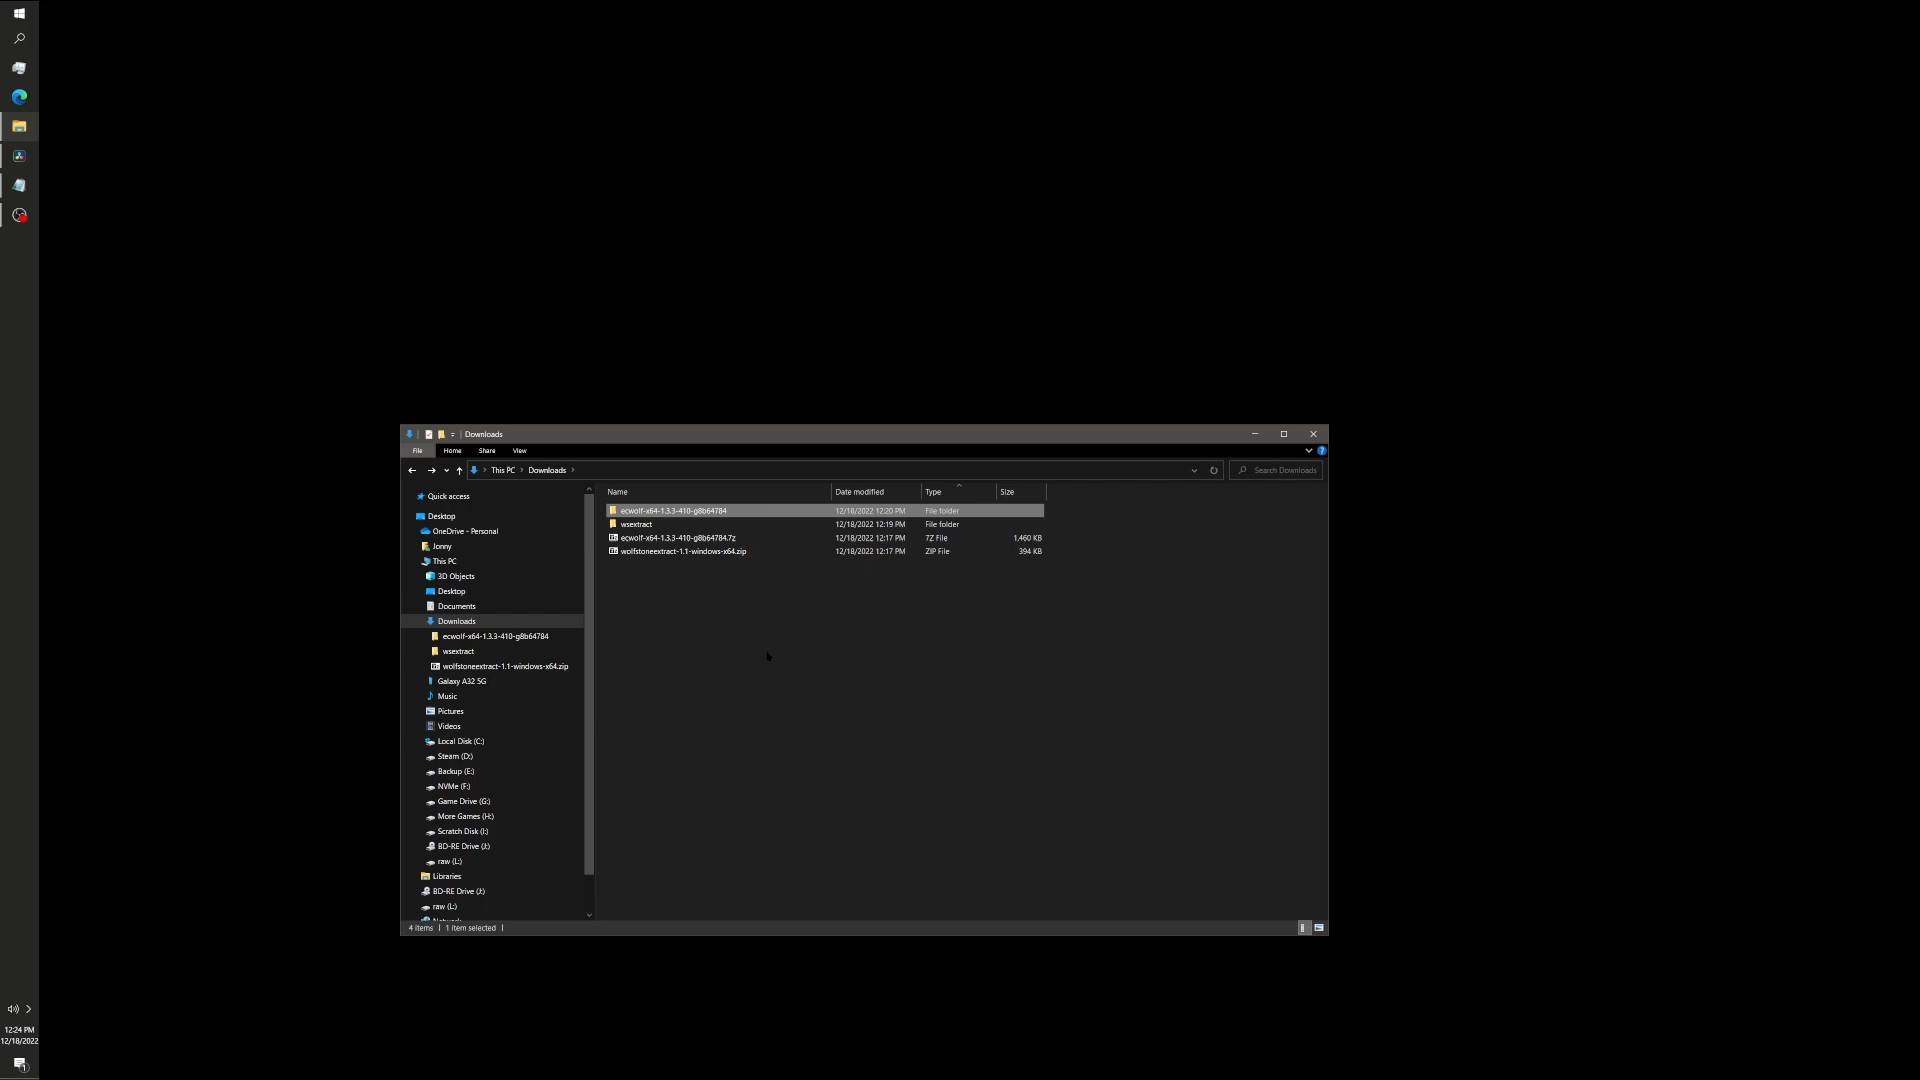 Downloads
File Home Share View
This PC > Downloads >
Search Downloads
Name Date modified Type Size
ecwolf-x64-1.3.3-410-g8b64784 12/18/2022 12:20 PM File folder
wsextract 12/18/2022 12:19 PM File folder
ecwolf-x64-1.3.3-410-g8b64784.7z 12/18/2022 12:17 PM 7Z File 1,460 KB
wolfstoneextract-1.1-windows-x64.zip 12/18/2022 12:17 PM ZIP File 394 KB
Quick access
Desktop
OneDrive - Personal
Jonny
This PC
3D Objects
Desktop
Documents
Downloads
ecwolf-x64-1.3.3-410-g8b64784
wsextract
wolfstoneextract-1.1-windows-x64.zip
Galaxy A32 5G
Music
Pictures
Videos
Local Disk (C:)
Steam (D:)
Backup (E:)
NVMe (F:)
Game Drive (G:)
More Games (H:)
Scratch Disk (I:)
BD-RE Drive (J:)
raw (L:)
Libraries
BD-RE Drive (J:)
raw (L:)
4 items | 1 item selected |
12:24 PM
12/18/2022
1